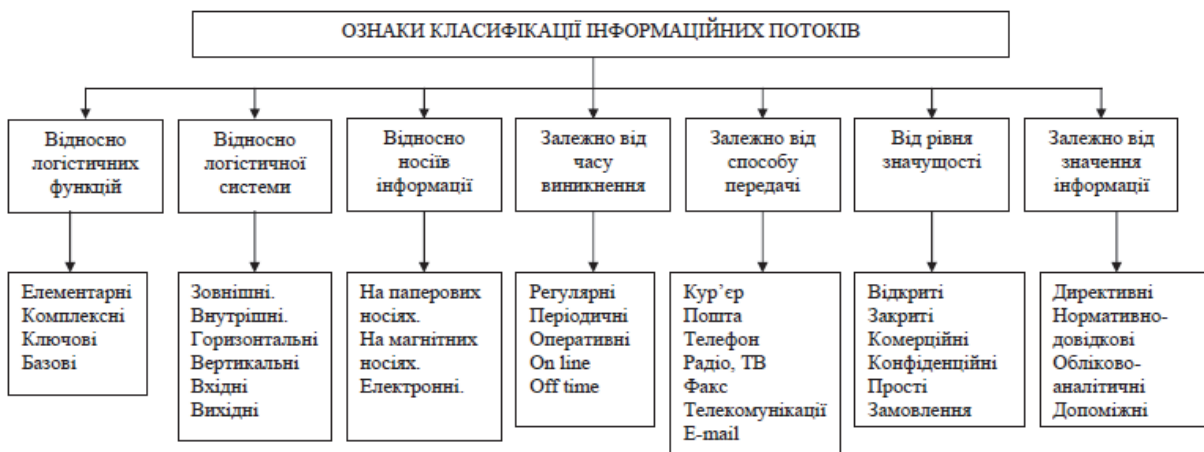 ОЗНАКИ КЛАСИФІКАЦІЇ ІНФОРМАЦІЙНИХ ПОТОКІВ
Відносно
логістичних
функцій
Відносно
логістичної
системи
Відносно
носіїв
інформації
Залежно від
часу
виникнення
Залежно від
способу
передачі
Від рівня
значущості
Залежно від
значення
інформації
Елементарні
Комплексні
Ключові
Базові
Зовнішні.
Внутрішні.
Горизонтальні
Вертикальні
Вхідні
Вихідні
На паперових
носіях.
На магнітних
носіях.
Електронні.
Регулярні
Періодичні
Оперативні
On line
Off time
Кур’єр
Пошта
Телефон
Радіо, ТВ
Факс
Телекомунікації
E-mail
Відкриті
Закриті
Комерційні
Конфіденційні
Прості
Замовлення
Директивні
Нормативно-
довідкові
Обліково-
аналітичні
Допоміжні